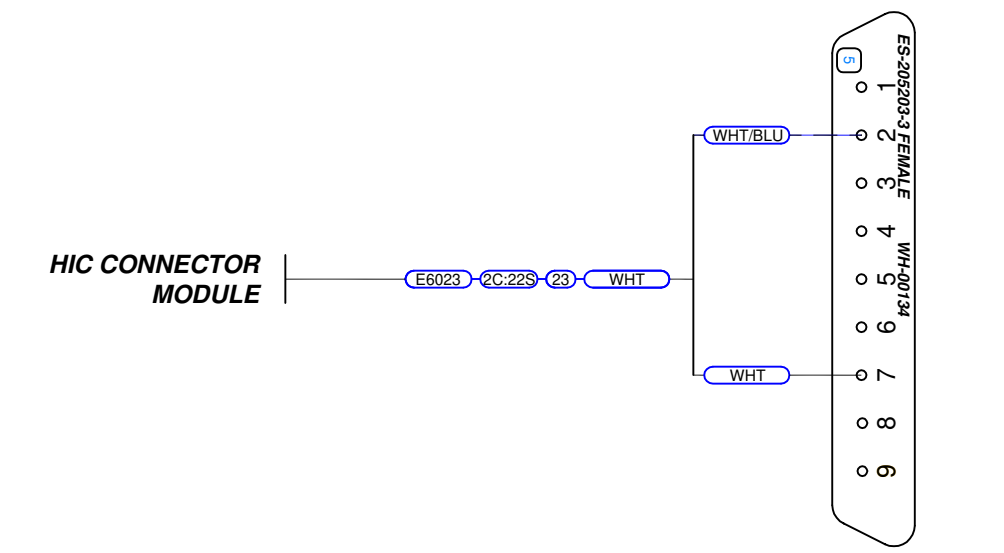 HIC CONNECTOR
MODULE
E6023 2C:22S 23 WHT
WHT/BLU
WHT
5
ES-205203-3 FEMALE WH-00134
1
2
3
4
5
6
7
8
9